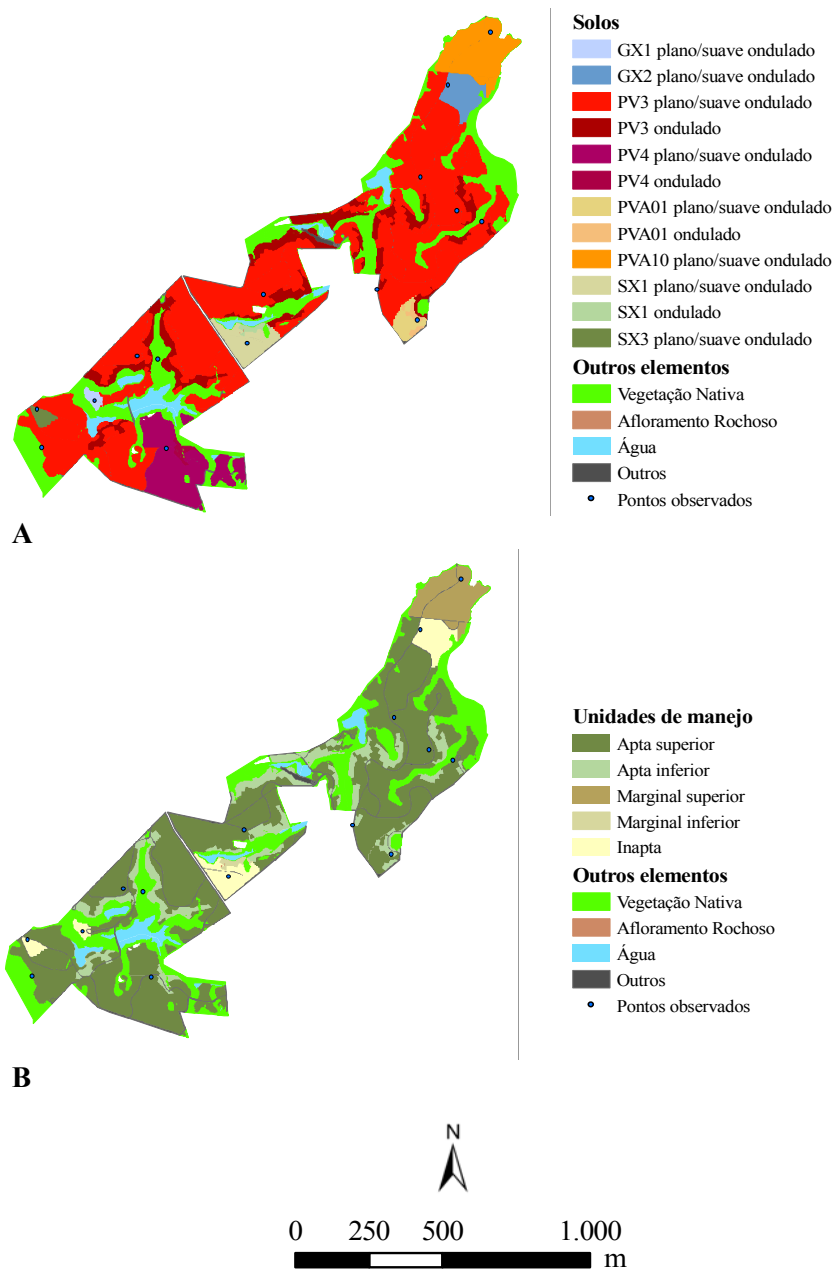 Solos
GX1 plano/suave ondulado
GX2 plano/suave ondulado
PV3 plano/suave ondulado
PV3 ondulado
PV4 plano/suave ondulado
PV4 ondulado
PVA01 plano/suave ondulado
PVA01 ondulado
PVA10 plano/suave ondulado
SX1 plano/suave ondulado
SX1 ondulado
SX3 plano/suave ondulado
Outros elementos
Vegetação Nativa
Afloramento Rochoso
Água
Outros
Pontos observados
A
Unidades de manejo
Apta superior
Apta inferior
Marginal superior
Marginal inferior
Inapta
Outros elementos
Vegetação Nativa
Afloramento Rochoso
Água
Outros
Pontos observados
B
N
0 250 500 1.000
m